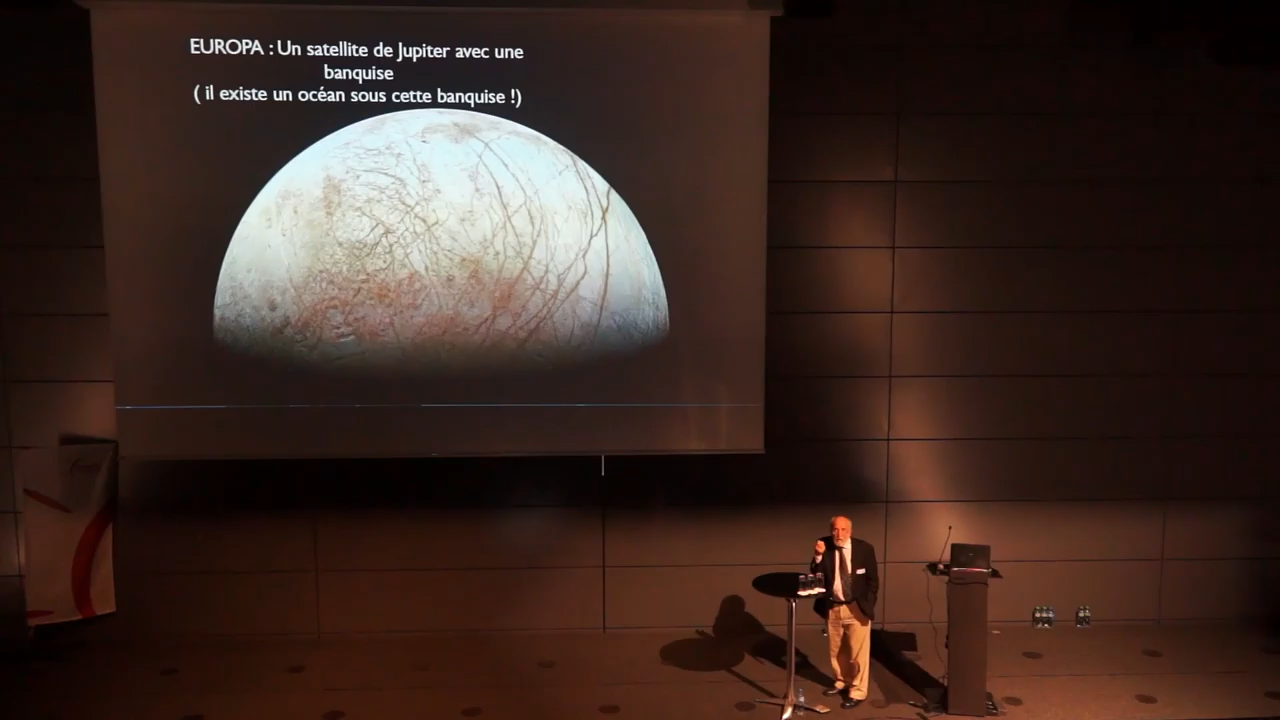 EUROPA : Un satellite de Jupiter avec une
banquise
( il existe un océan sous cette banquise !)